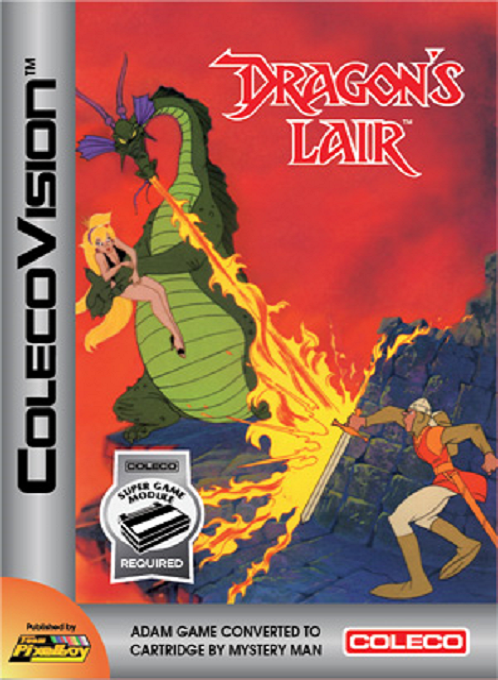 COLECOVISION™
DRAGON'S
LAIR™
COLECO
SUPER GAME
MODULE
REQUIRED
Published by
Team
Pixelboy
ADAM GAME CONVERTED TO
CARTRIDGE BY MYSTERY MAN
COLECO